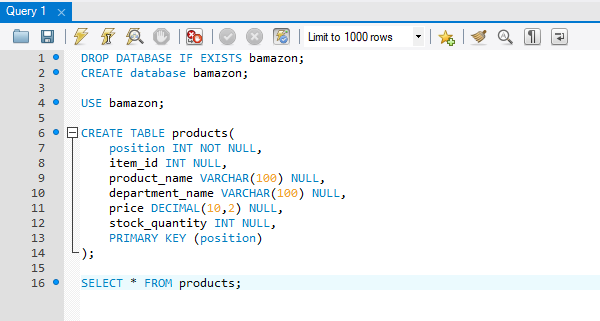 Query 1 ×
Limit to 1000 rows
1 DROP DATABASE IF EXISTS bamazon;
2 CREATE database bamazon;
3
4 USE bamazon;
5
6 CREATE TABLE products(
7 position INT NOT NULL,
8 item_id INT NULL,
9 product_name VARCHAR(100) NULL,
10 department_name VARCHAR(100) NULL,
11 price DECIMAL(10,2) NULL,
12 stock_quantity INT NULL,
13 PRIMARY KEY (position)
14 );
15
16 SELECT * FROM products;